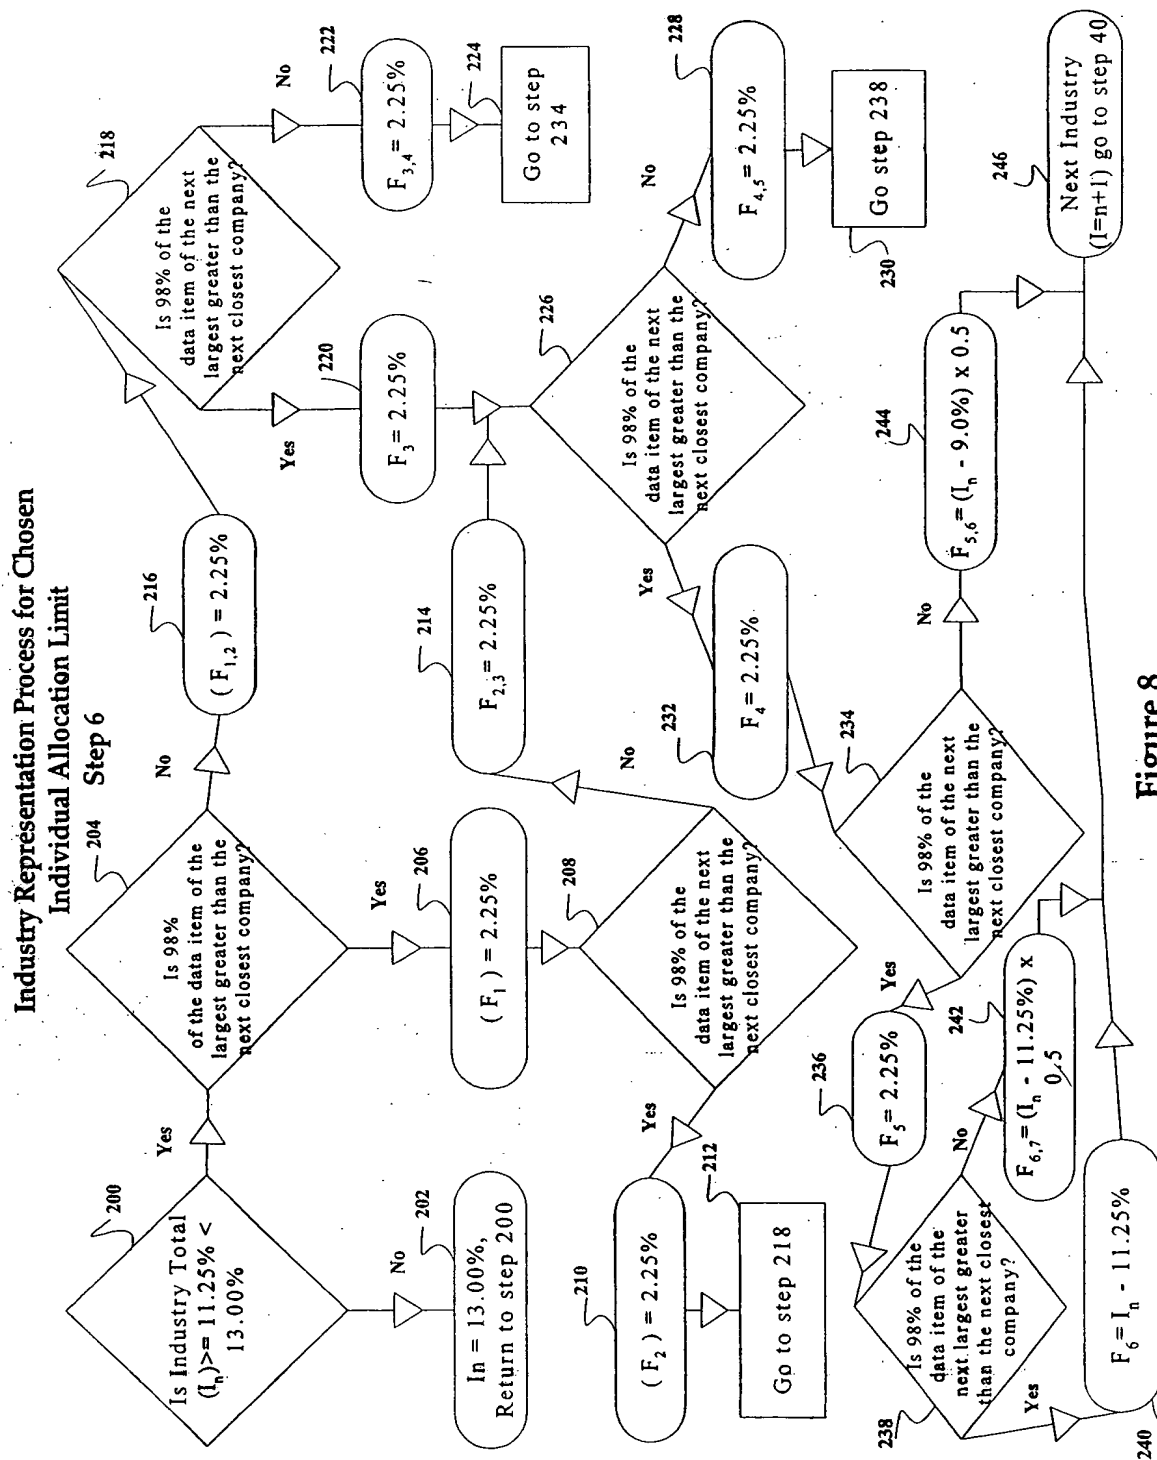 Industry Representation Process for Chosen
Individual Allocation Limit
Step 6
200
Is Industry Total
(Iₙ)>= 11.25% <
13.00%
Yes
No
202
In = 13.00%,
Return to step 200
204
Is 98%
of the data item of the
largest greater than the
next closest company?
No
Yes
206
(F₁) = 2.25%
208
Is 98% of the
data item of the next
largest greater than the
next closest company?
Yes
No
210
(F₂) = 2.25%
212
Go to step 218
214
F₂,₃ = 2.25%
216
(F₁,₂) = 2.25%
218
Is 98% of the
data item of the next
largest greater than the
next closest company?
Yes
No
220
F₃ = 2.25%
222
F₃,₄ = 2.25%
224
Go to step
234
226
Is 98% of the
data item of the next
largest greater than the
next closest company?
Yes
No
228
F₄,₅ = 2.25%
230
Go step 238
232
F₄ = 2.25%
234
Is 98% of the
data item of the next
largest greater than the
next closest company?
Yes
No
236
F₅ = 2.25%
238
Is 98% of the
data item of the
next largest greater
than the next closest
company?
No
Yes
240
F₆ = Iₙ - 11.25%
242
F₆,₇ = (Iₙ - 11.25%) x
0.5
244
F₅,₆ = (Iₙ - 9.0%) x 0.5
246
Next Industry
(I=n+1) go to step 40
Figure 8